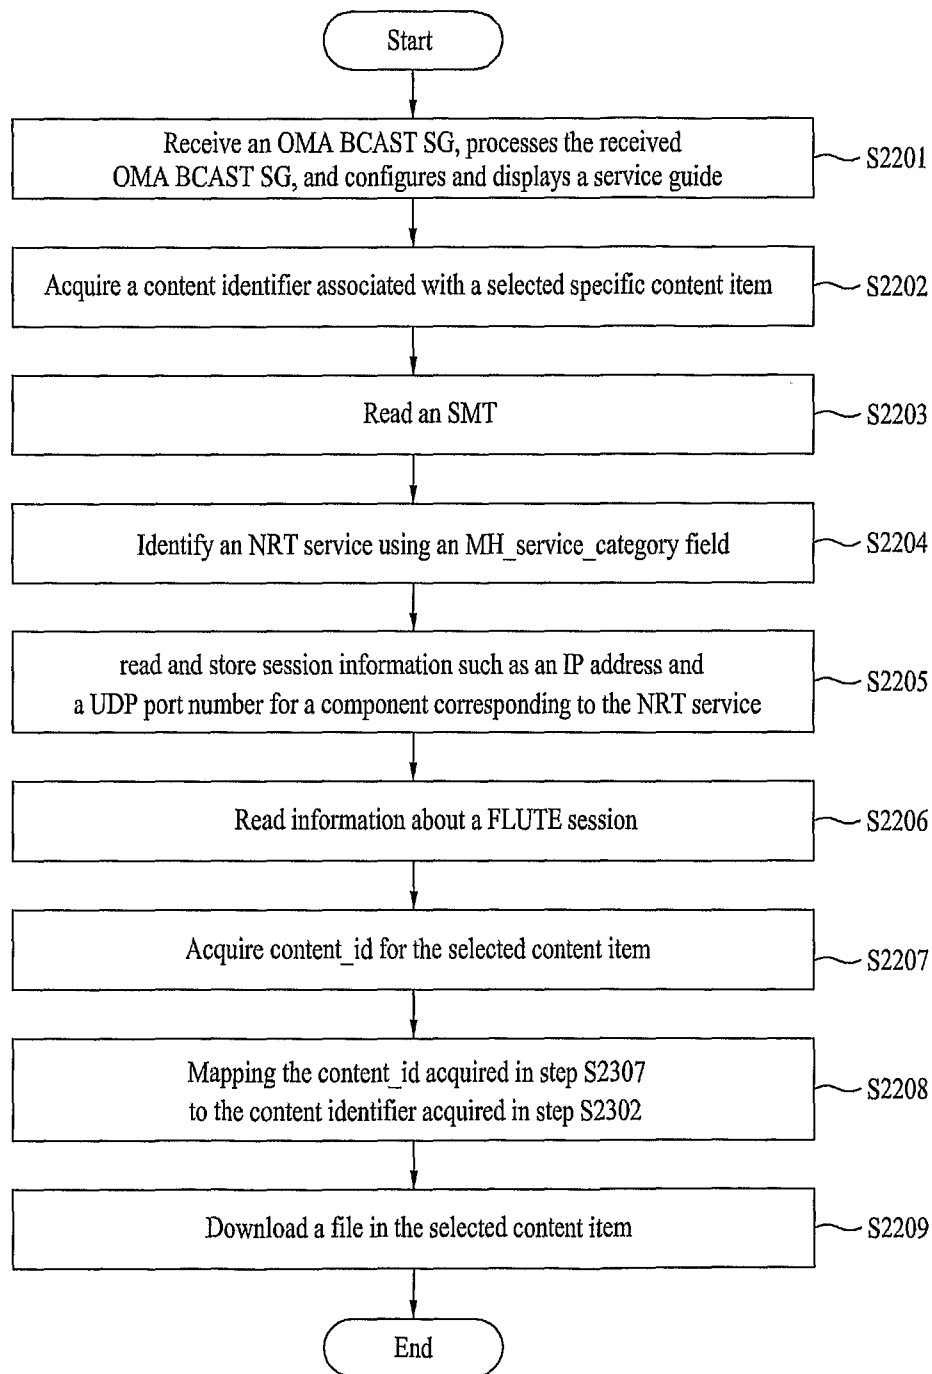 Start
Receive an OMA BCAST SG, processes the received
OMA BCAST SG, and configures and displays a service guide
S2201
Acquire a content identifier associated with a selected specific content item
S2202
Read an SMT
S2203
Identify an NRT service using an MH_service_category field
S2204
read and store session information such as an IP address and
a UDP port number for a component corresponding to the NRT service
S2205
Read information about a FLUTE session
S2206
Acquire content_id for the selected content item
S2207
Mapping the content_id acquired in step S2307
to the content identifier acquired in step S2302
S2208
Download a file in the selected content item
S2209
End